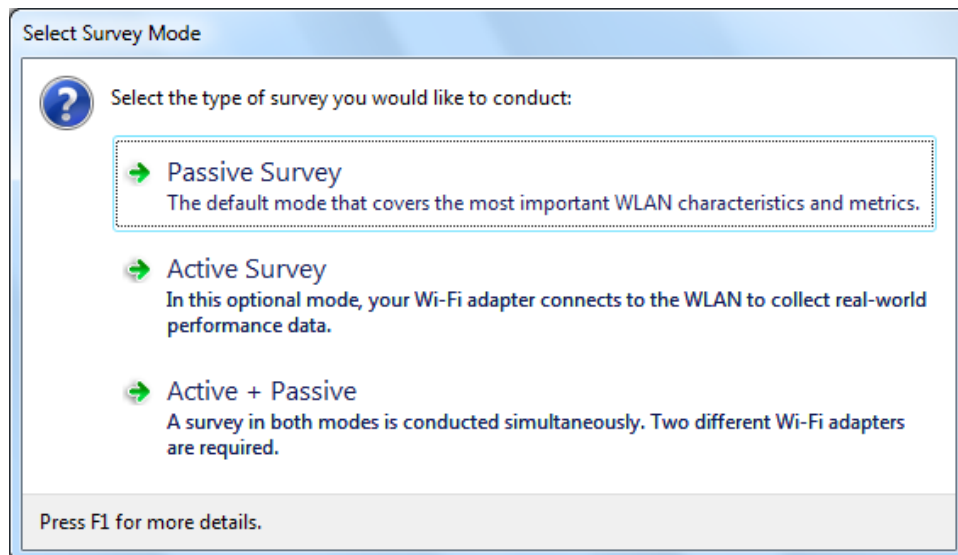 Select Survey Mode
Select the type of survey you would like to conduct:
Passive Survey
The default mode that covers the most important WLAN characteristics and metrics.
Active Survey
In this optional mode, your Wi-Fi adapter connects to the WLAN to collect real-world
performance data.
Active + Passive
A survey in both modes is conducted simultaneously. Two different Wi-Fi adapters
are required.
Press F1 for more details.